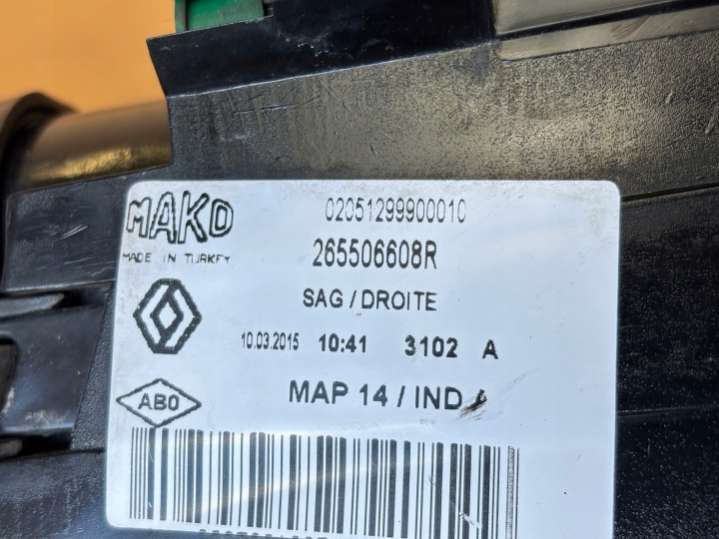 MAKO
MADE IN TURKEY
02051299900010
265506608R
SAG / DROITE
10.03.2015 10:41 3102 A
MAP 14 / IND
ABO